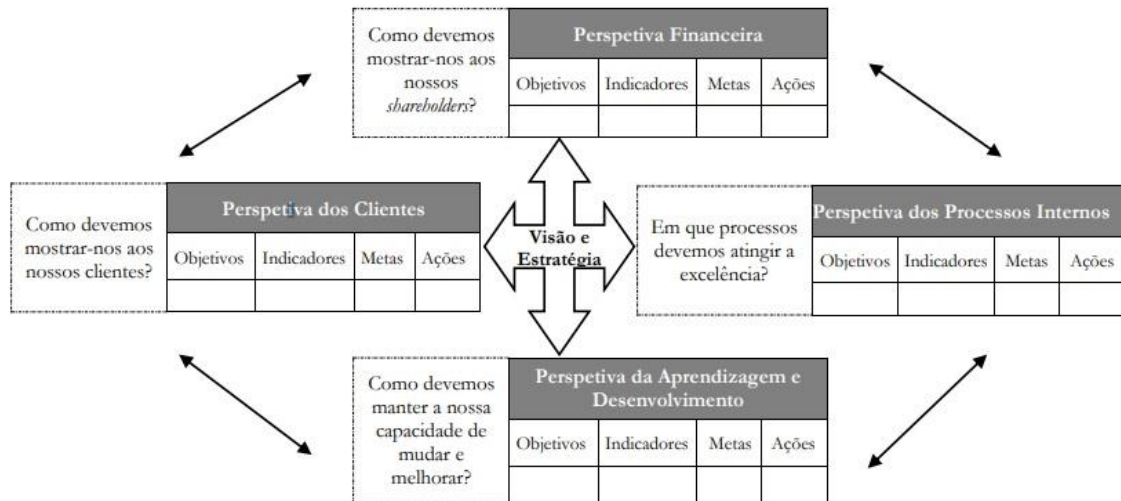 Como devemos
mostrar-nos aos
nossos
shareholders?
Perspetiva Financeira
Objetivos Indicadores Metas Ações
Como devemos
mostrar-nos aos
nossos clientes?
Perspetiva dos Clientes
Objetivos Indicadores Metas Ações
Visão e
Estratégia
Em que processos
devemos atingir a
excelência?
Perspetiva dos Processos Internos
Objetivos Indicadores Metas Ações
Como devemos
manter a nossa
capacidade de
mudar e
melhorar?
Perspetiva da Aprendizagem e
Desenvolvimento
Objetivos Indicadores Metas Ações